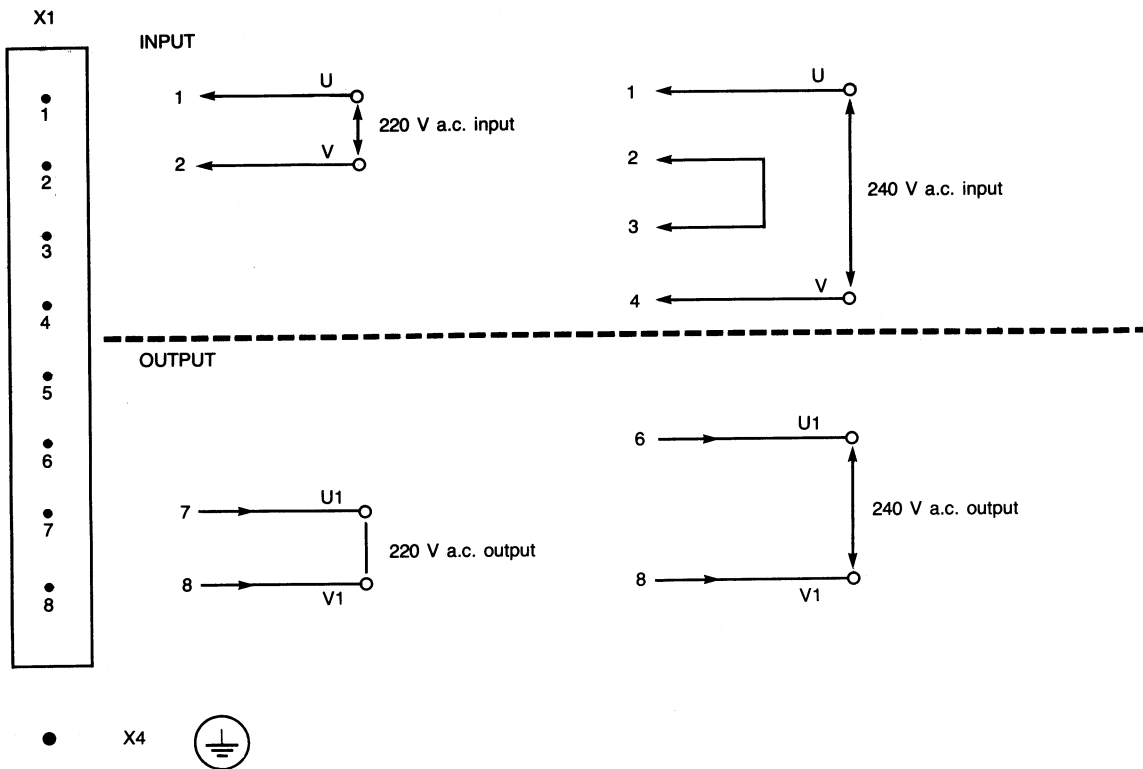 X1
1
2
3
4
5
6
7
8
INPUT
U
1
220 V a.c. input
V
2
U
1
2
240 V a.c. input
3
V
4
OUTPUT
U1
7
220 V a.c. output
8
V1
U1
6
240 V a.c. output
8
V1
X4